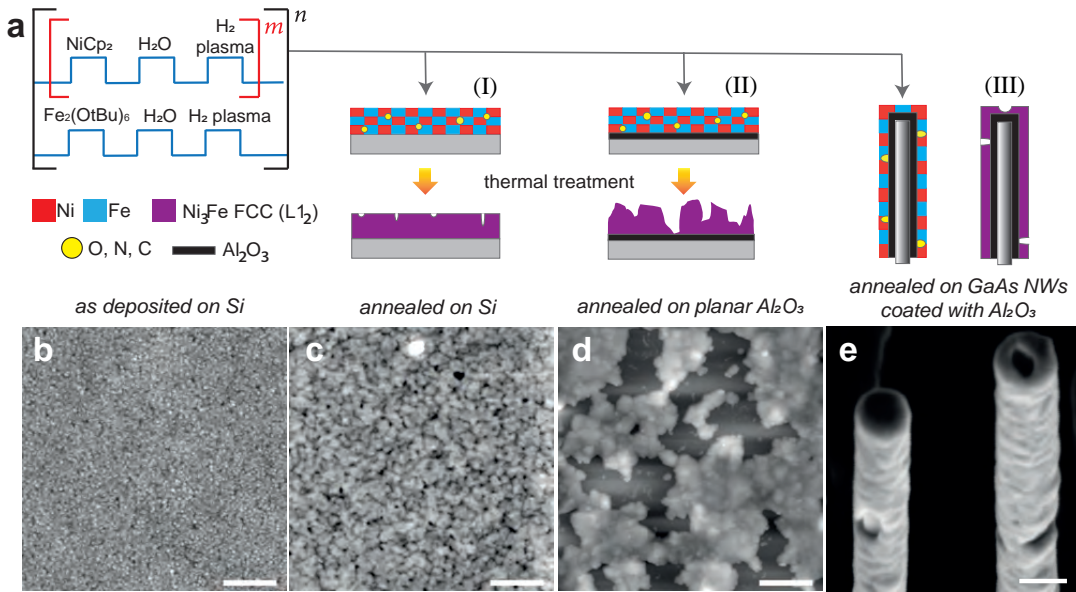 a
n
m
NiCp₂ H₂O H₂ plasma
Fe₂(OtBu)₆ H₂O H₂ plasma
(I)
(II)
(III)
thermal treatment
Ni Fe Ni₃Fe FCC (L1₂)
O, N, C Al₂O₃
as deposited on Si
annealed on Si
annealed on planar Al₂O₃
annealed on GaAs NWs
coated with Al₂O₃
b
c
d
e